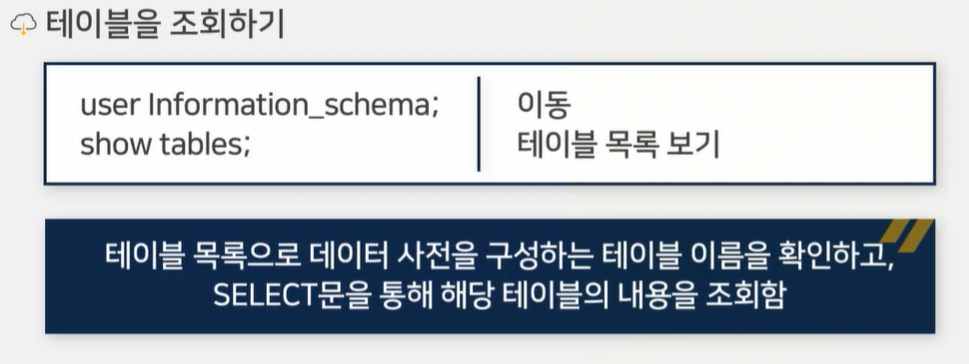 테이블을 조회하기
user Information_schema;
show tables;
이동
테이블 목록 보기
테이블 목록으로 데이터 사전을 구성하는 테이블 이름을 확인하고,
SELECT문을 통해 해당 테이블의 내용을 조회함